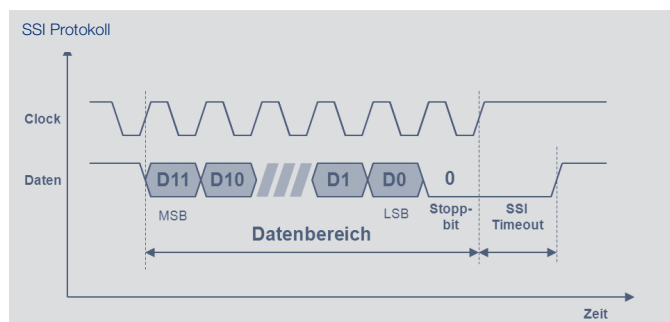 SSI Protokoll
Clock
Daten
D11
D10
D1
D0
0
MSB
LSB
Stopp-
bit
SSI
Timeout
Datenbereich
Zeit